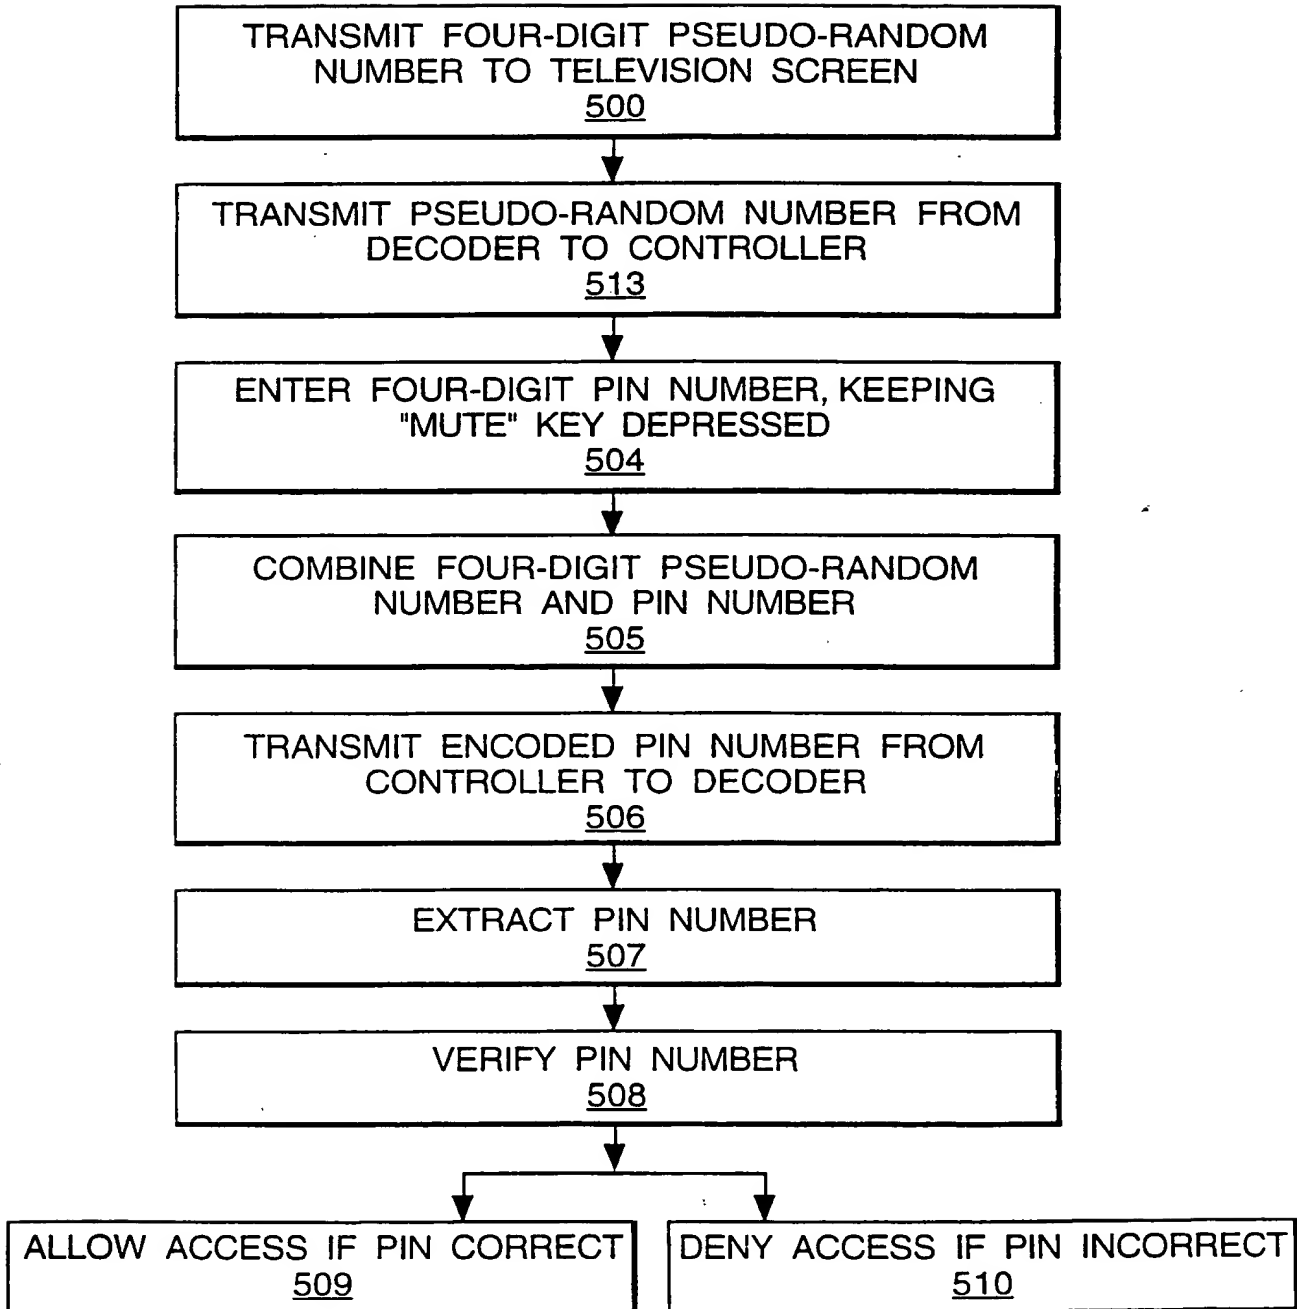 TRANSMIT FOUR-DIGIT PSEUDO-RANDOM
NUMBER TO TELEVISION SCREEN
500
TRANSMIT PSEUDO-RANDOM NUMBER FROM
DECODER TO CONTROLLER
513
ENTER FOUR-DIGIT PIN NUMBER, KEEPING
"MUTE" KEY DEPRESSED
504
COMBINE FOUR-DIGIT PSEUDO-RANDOM
NUMBER AND PIN NUMBER
505
TRANSMIT ENCODED PIN NUMBER FROM
CONTROLLER TO DECODER
506
EXTRACT PIN NUMBER
507
VERIFY PIN NUMBER
508
ALLOW ACCESS IF PIN CORRECT
509
DENY ACCESS IF PIN INCORRECT
510